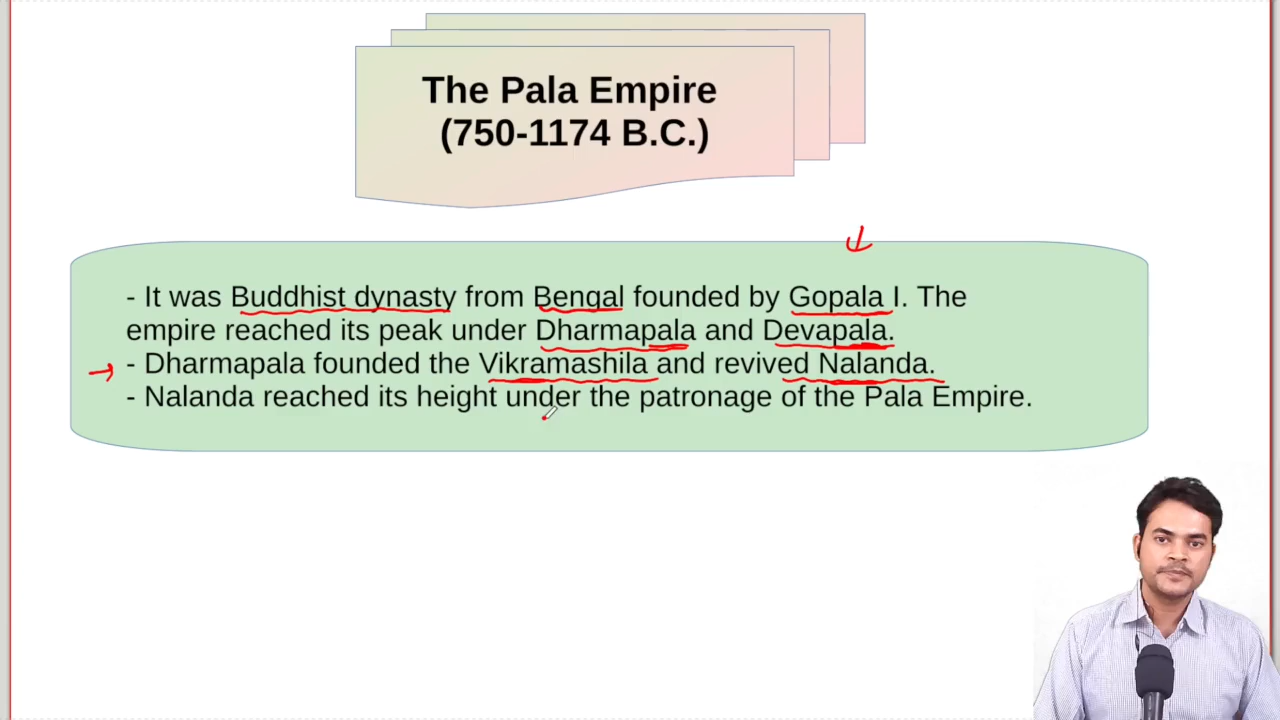 The Pala Empire
(750-1174 B.C.)
- It was Buddhist dynasty from Bengal founded by Gopala I. The
empire reached its peak under Dharmapala and Devapala.
- Dharmapala founded the Vikramashila and revived Nalanda.
- Nalanda reached its height under the patronage of the Pala Empire.